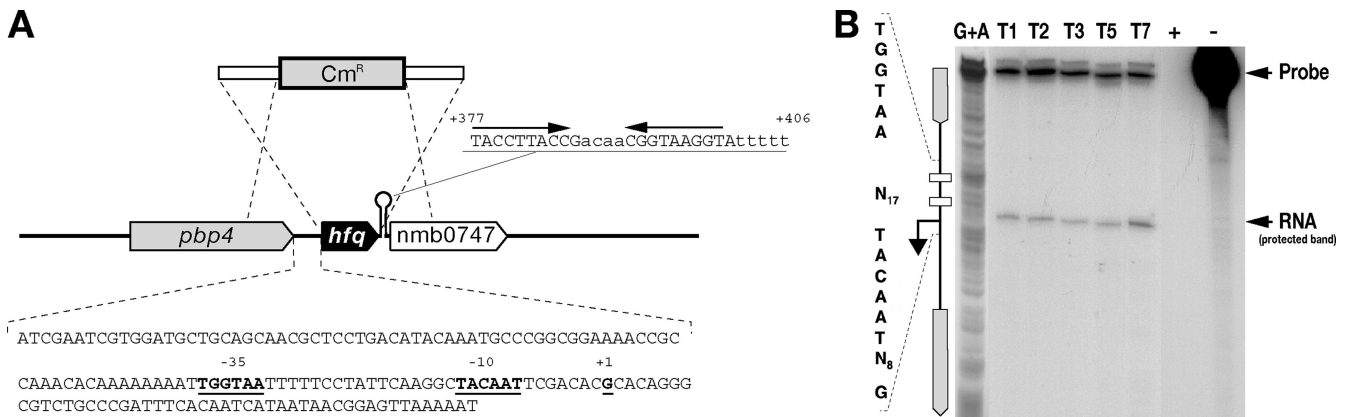 A
Cm^R
+377
+406
TACCTTACCGacaaCGGTAAGGTAttttt
pbp4
hfq
nmb0747
ATCGAATCGTGGATGCTGCAGCAACGCTCCTGACATACAAATGCCCGGCGGAAAACCGC
-35
-10
+1
CAAACACAAAAAAAATTGGTAATTTTTCCTATTCAAGGCTACAATTCGACACGCACAGGG
CGTCTGCCCGATTTCACAATCATAATAACGGAGTTAAAAAT
B
T
G
G
T
A
A
N17
T
A
C
A
A
T
N8
G
G+A T1 T2 T3 T5 T7 + -
Probe
RNA
(protected band)